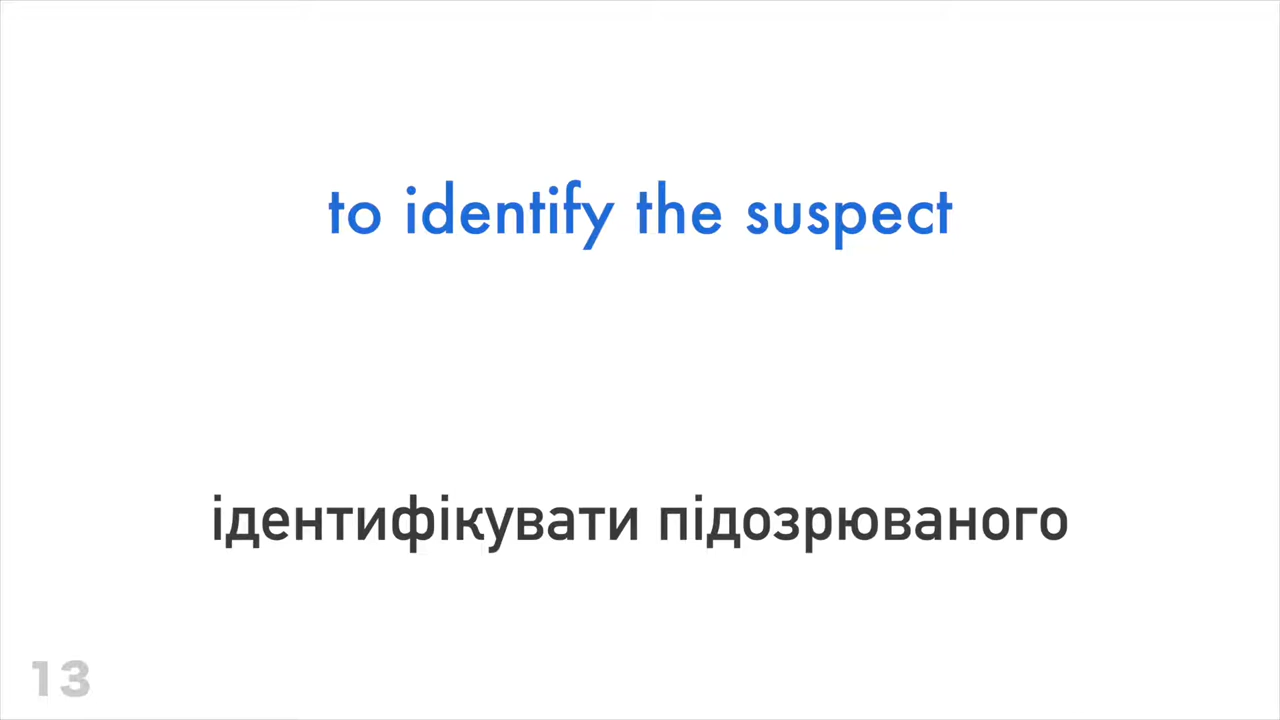 to identify the suspect
ідентифікувати підозрюваного
13